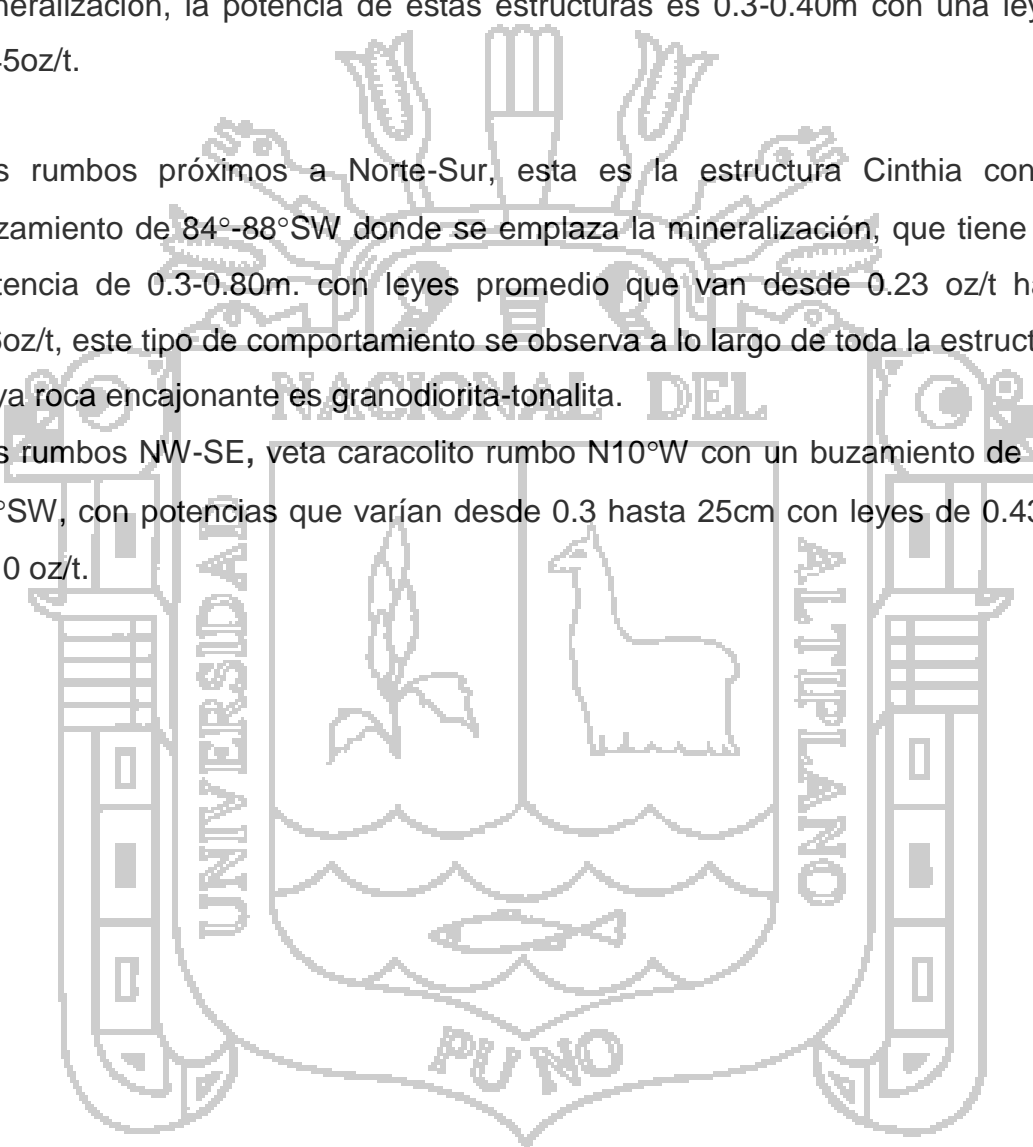 neralización, la potencia de estas estructuras es 0.3-0.40m con una ley
45oz/t.
s rumbos próximos a Norte-Sur, esta es la estructura Cinthia con
zamiento de 84°-88°SW donde se emplaza la mineralización, que tiene
tencia de 0.3-0.80m. con leyes promedio que van desde 0.23 oz/t ha
6oz/t, este tipo de comportamiento se observa a lo largo de toda la estruct
ya roca encajonante es granodiorita-tonalita.
s rumbos NW-SE, veta caracolito rumbo N10°W con un buzamiento de
°SW, con potencias que varían desde 0.3 hasta 25cm con leyes de 0.43
10 oz/t.
NACIONAL DEL
UNIVERSIDAD
ALTIPLANO
PUNO